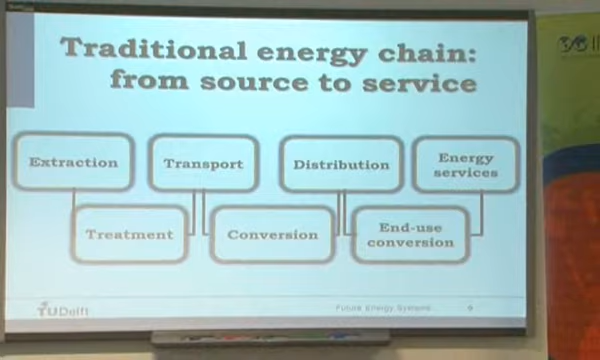 Traditional energy chain:
from source to service
Extraction
Transport
Distribution
Energy
services
Treatment
Conversion
End-use
conversion
TUDelft
Future Energy Systems